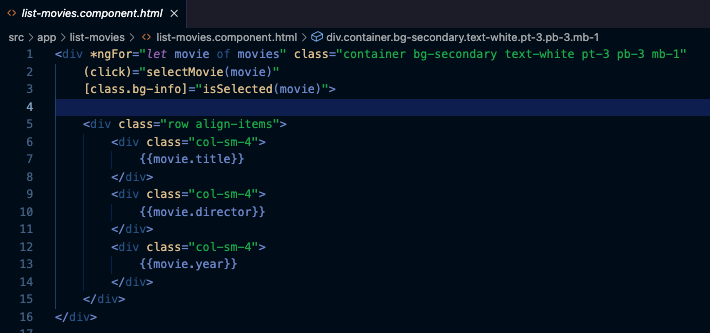 list-movies.component.html ×
src > app > list-movies > list-movies.component.html > div.container.bg-secondary.text-white.pt-3.pb-3.mb-1
1 <div *ngFor="let movie of movies" class="container bg-secondary text-white pt-3 pb-3 mb-1"
2 (click)="selectMovie(movie)"
3 [class.bg-info]="isSelected(movie)">
4
5 <div class="row align-items">
6 <div class="col-sm-4">
7 {{movie.title}}
8 </div>
9 <div class="col-sm-4">
10 {{movie.director}}
11 </div>
12 <div class="col-sm-4">
13 {{movie.year}}
14 </div>
15 </div>
16 </div>
17